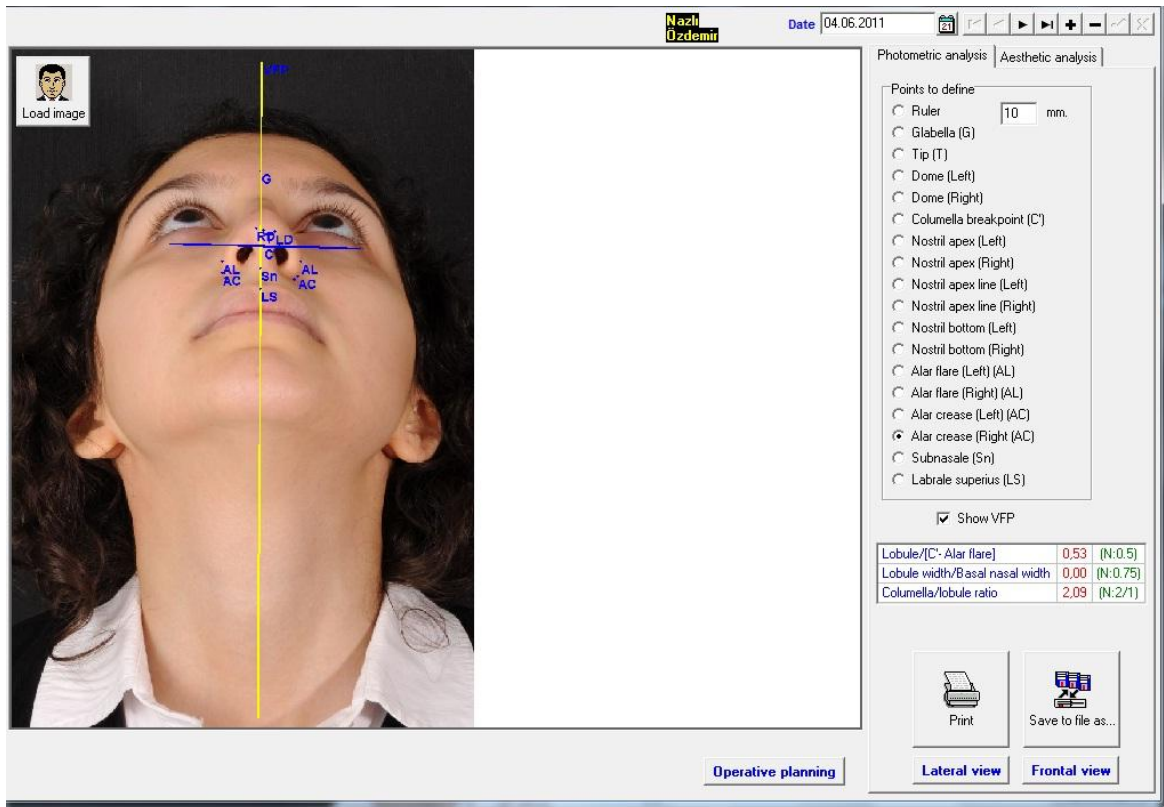 Nazlı
Özdemir
Date 04.06.2011
21
Load image
VFP
G
LD
C
AL AL
AC Sn AC
LS
Photometric analysis Aesthetic analysis
Points to define
Ruler 10 mm.
Glabella (G)
Tip (T)
Dome (Left)
Dome (Right)
Columella breakpoint (C')
Nostril apex (Left)
Nostril apex (Right)
Nostril apex line (Left)
Nostril apex line (Right)
Nostril bottom (Left)
Nostril bottom (Right)
Alar flare (Left) (AL)
Alar flare (Right) (AL)
Alar crease (Left) (AC)
Alar crease (Right (AC)
Subnasale (Sn)
Labrale superius (LS)
Show VFP
Lobule/[C'- Alar flare] 0,53 (N:0.5)
Lobule width/Basal nasal width 0,00 (N:0.75)
Columella/lobule ratio 2,09 (N:2/1)
Print
Save to file as...
Operative planning
Lateral view
Frontal view